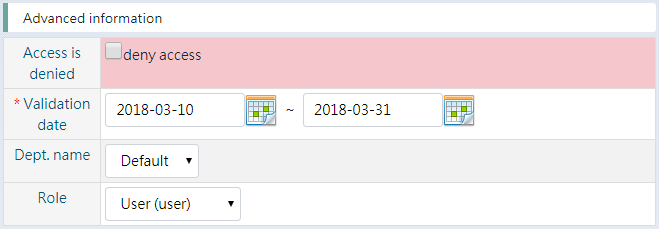 Advanced information
Access is
denied
deny access
* Validation
date
2018-03-10 ~ 2018-03-31
Dept. name
Default
Role
User (user)